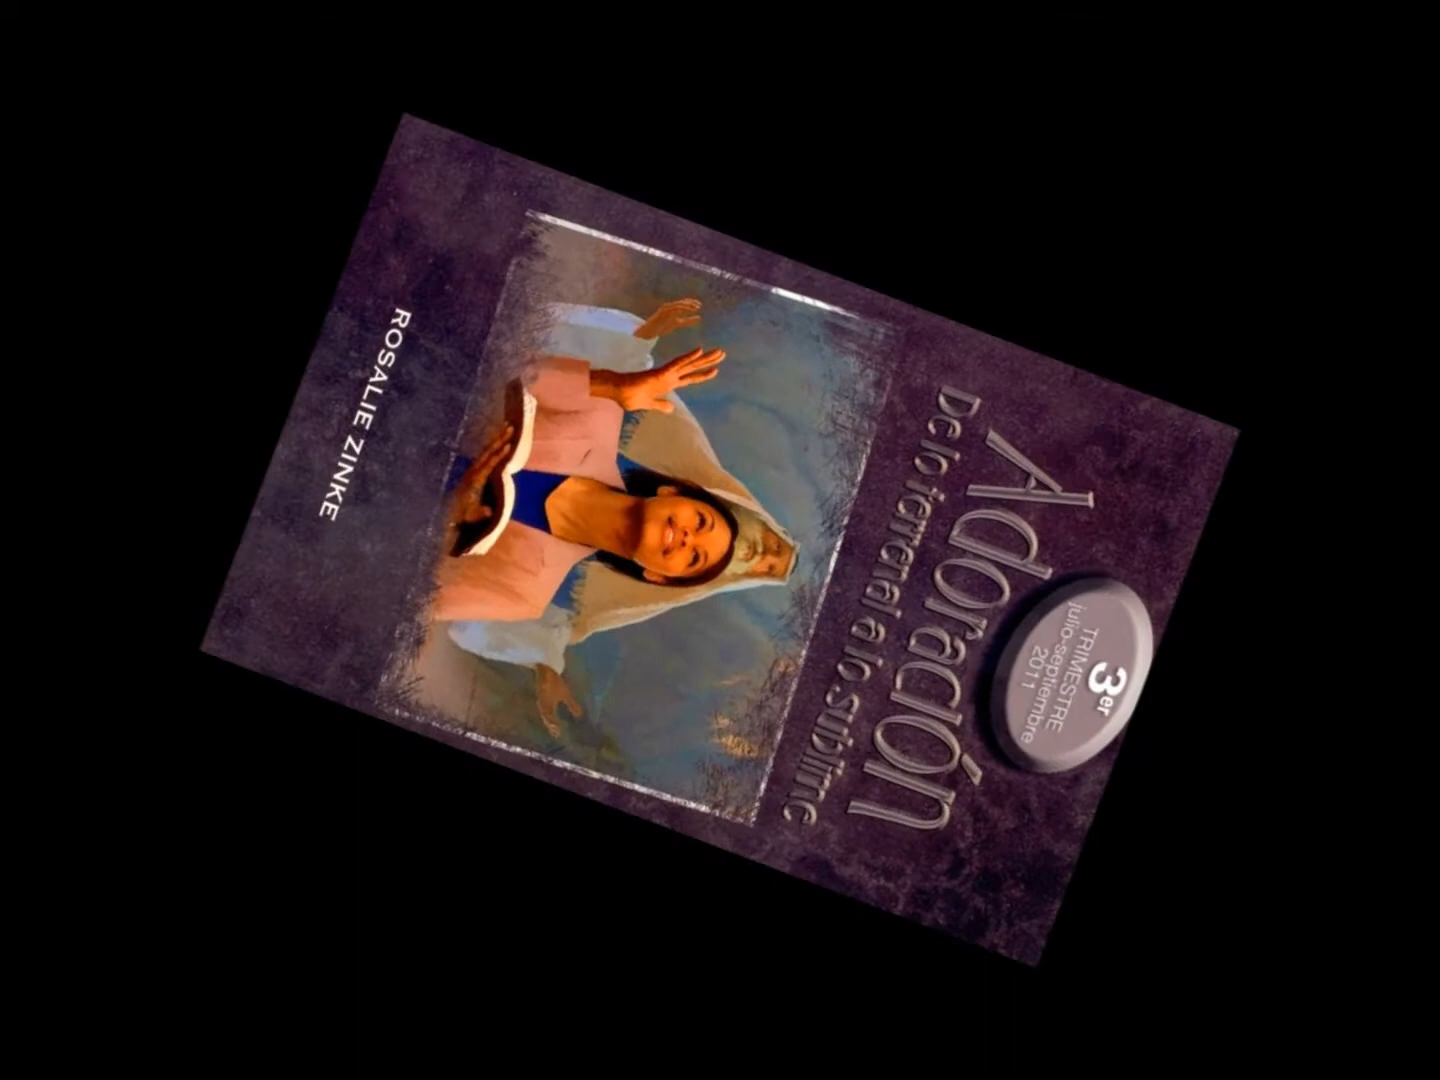 3er
TRIMESTRE
julio-septiembre
2011
Adoración
De lo terrenal a lo sublime
ROSALIE ZINKE